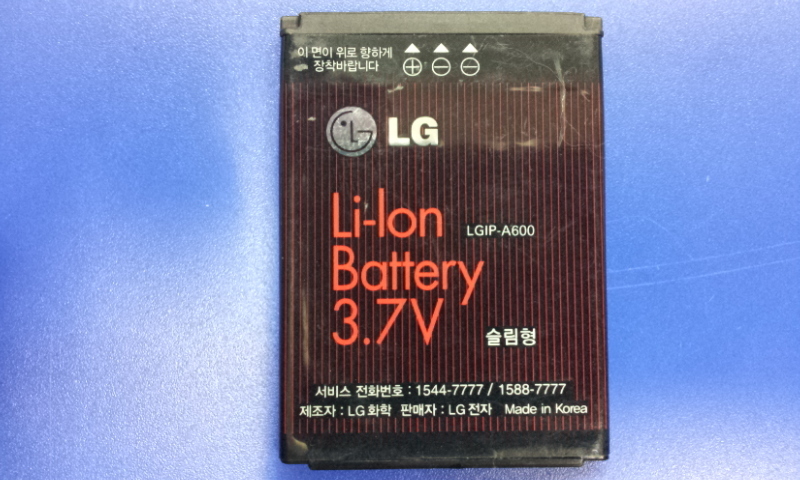 이 면이 위로 향하게
장착바랍니다
LG
Li-Ion
LGIP-A600
Battery
3.7V
슬림형
서비스 전화번호 : 1544-7777 / 1588-7777
제조자 : LG 화학 판매자 : LG 전자 Made in Korea